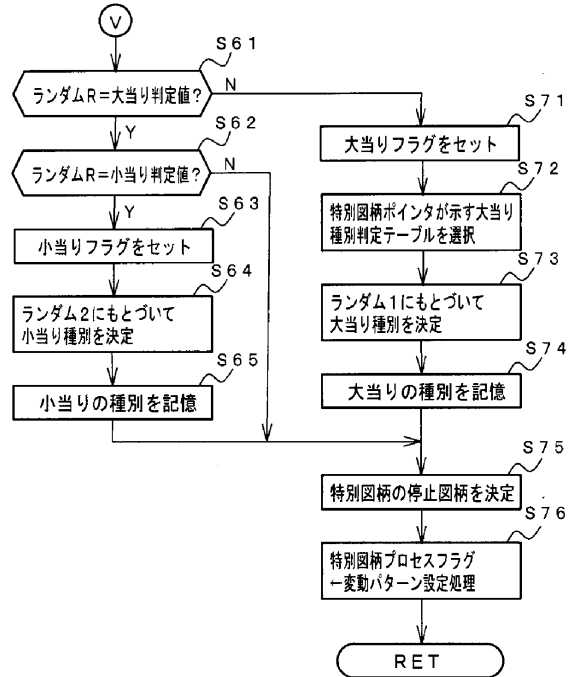 V
S61
ランダムR=大当り判定値?
N
Y
S62
ランダムR=小当り判定値?
N
Y
S63
小当りフラグをセット
S64
ランダム2にもとづいて
小当り種別を決定
S65
小当りの種別を記憶
S71
大当りフラグをセット
S72
特別図柄ポインタが示す大当り
種別判定テーブルを選択
S73
ランダム1にもとづいて
大当り種別を決定
S74
大当りの種別を記憶
S75
特別図柄の停止図柄を決定
S76
特別図柄プロセスフラグ
←変動パターン設定処理
RET